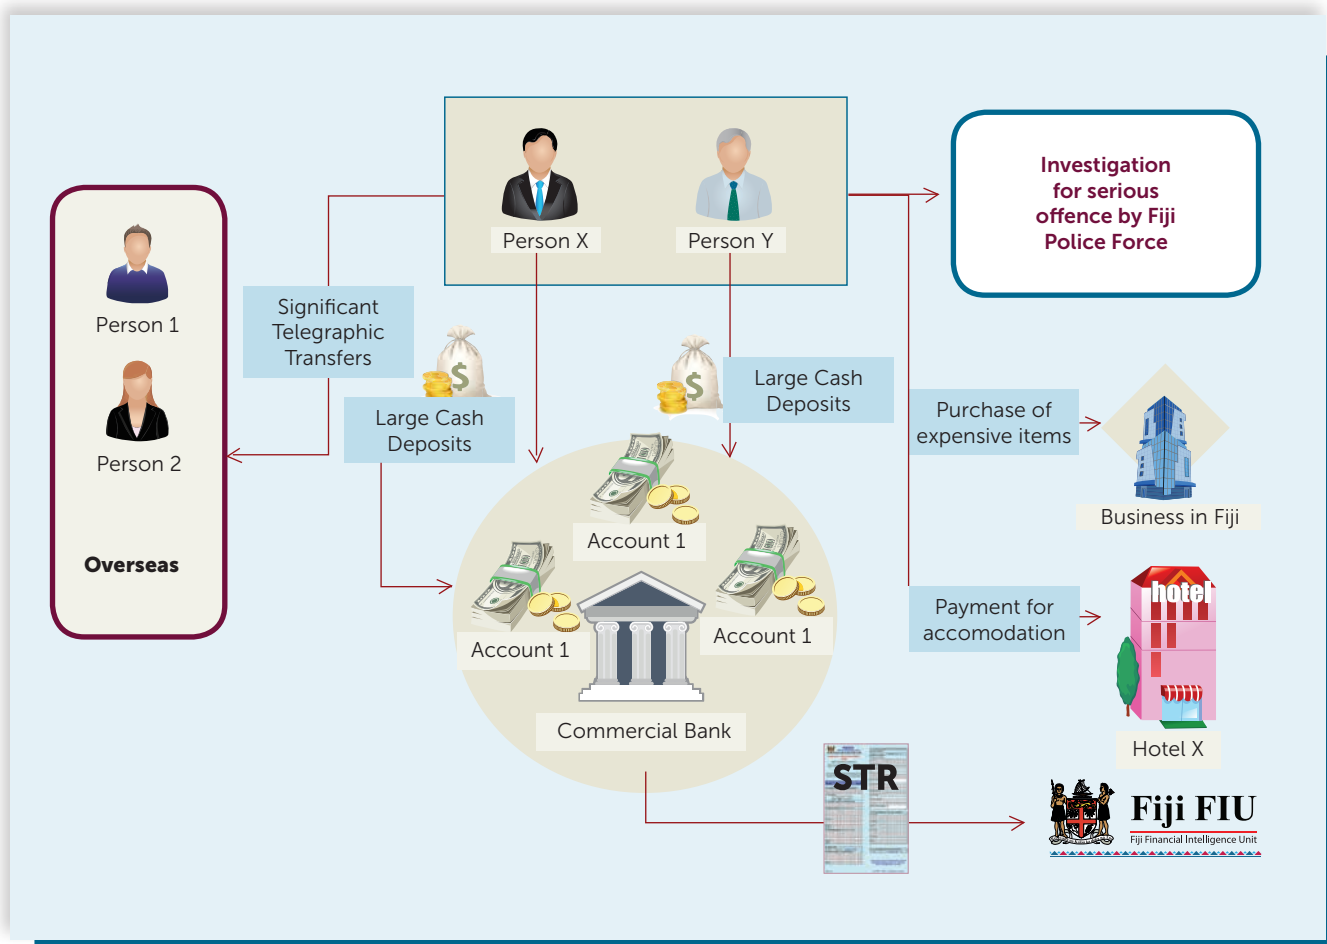 Person X
Person Y
Investigation
for serious
offence by Fiji
Police Force
Person 1
Person 2
Overseas
Significant
Telegraphic
Transfers
$
Large Cash
Deposits
$
Large Cash
Deposits
Purchase of
expensive items
Business in Fiji
Account 1
Account 1
Account 1
Commercial Bank
Payment for
accomodation
hotel
Hotel X
STR
Fiji FIU
Fiji Financial Intelligence Unit